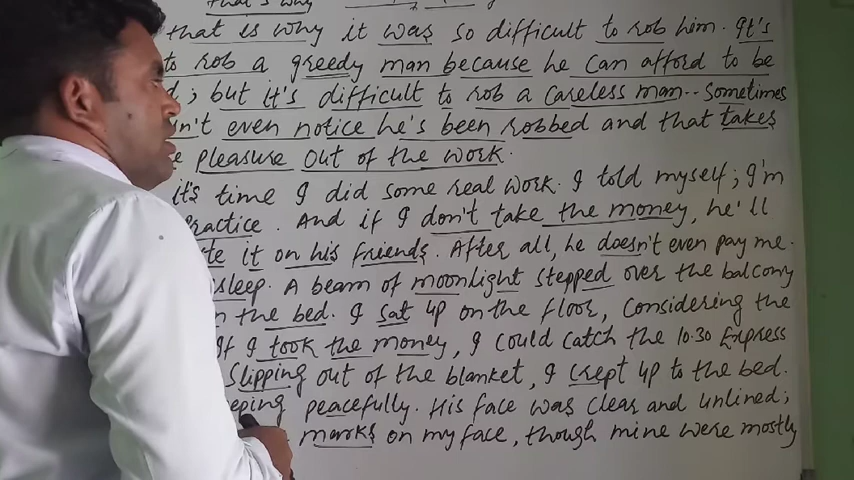 that's why
that is why it was so difficult to rob him. It's
to rob a greedy man because he can afford to be
d; but it's difficult to rob a careless man-- sometimes
n't even notice he's been robbed and that takes
e pleasure out of the work.
it's time I did some real work. I told myself; I'm
practice. And if I don't take the money, he'll
te it on his friends. After all, he doesn't even pay me.
sleep. A beam of moonlight stepped over the balcony
n the bed. I sat up on the floor, considering the
If I took the money, I could catch the 10.30 Express
Slipping out of the blanket, I crept up to the bed.
eeping peacefully. His face was clear and unlined;
marks on my face, though mine were mostly